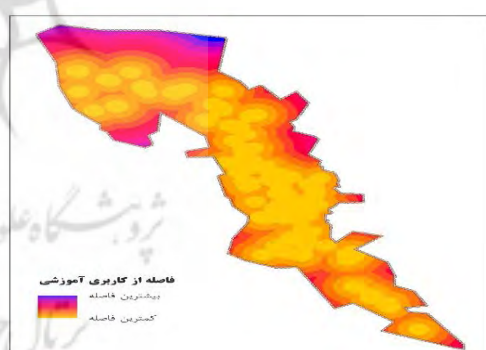 فاصله از کاربری آموزشی
بیشترین فاصله
کمترین فاصله